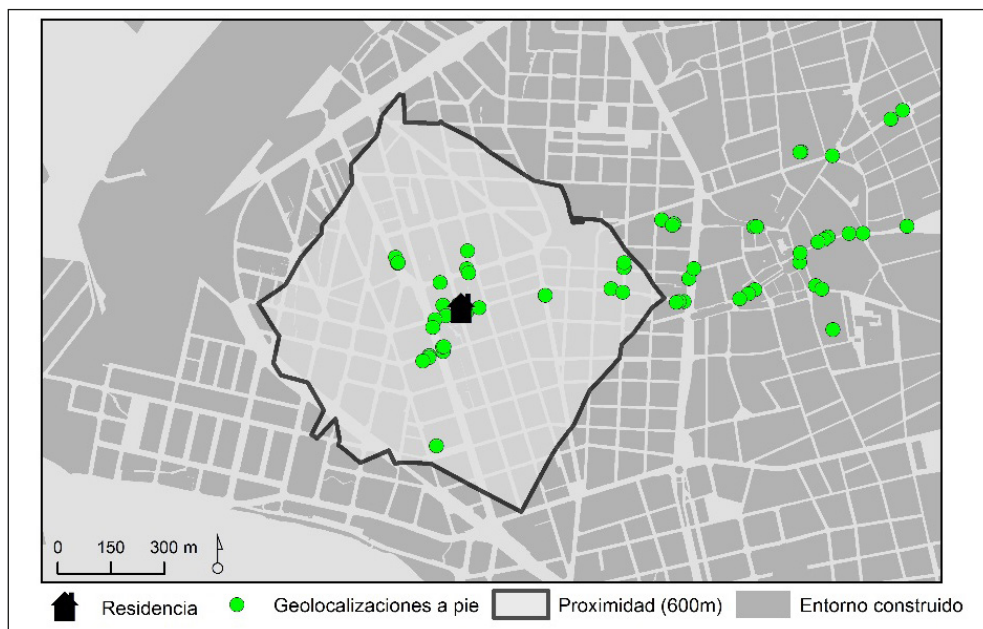 0 150 300 m
Residencia Geolocalizaciones a pie Proximidad (600m) Entorno construido